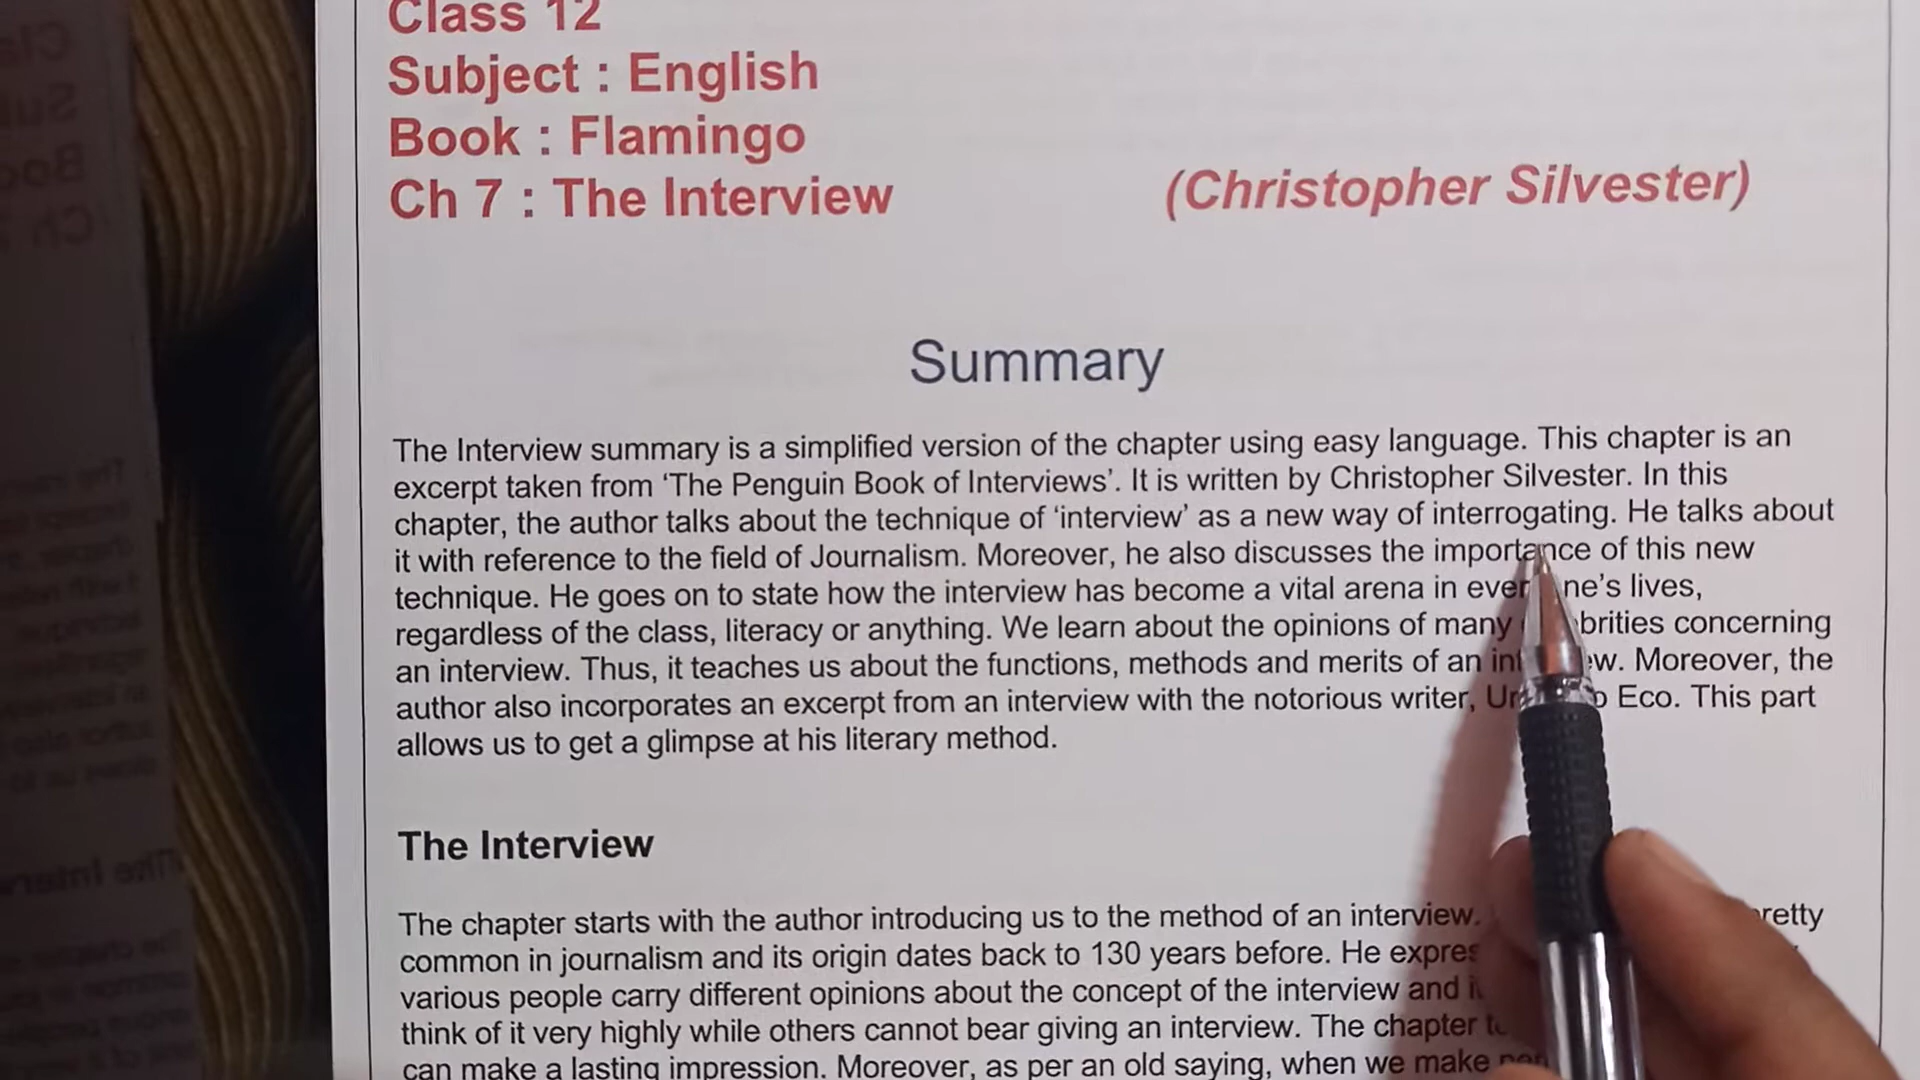 Class 12
Subject : English
Book : Flamingo
Ch 7 : The Interview
(Christopher Silvester)
Summary
The Interview summary is a simplified version of the chapter using easy language. This chapter is an
excerpt taken from ‘The Penguin Book of Interviews’. It is written by Christopher Silvester. In this
chapter, the author talks about the technique of ‘interview’ as a new way of interrogating. He talks about
it with reference to the field of Journalism. Moreover, he also discusses the importance of this new
technique. He goes on to state how the interview has become a vital arena in everyone’s lives,
regardless of the class, literacy or anything. We learn about the opinions of many celebrities concerning
an interview. Thus, it teaches us about the functions, methods and merits of an interview. Moreover, the
author also incorporates an excerpt from an interview with the notorious writer, Umberto Eco. This part
allows us to get a glimpse at his literary method.
The Interview
The chapter starts with the author introducing us to the method of an interview.
common in journalism and its origin dates back to 130 years before. He
various people carry different opinions about the concept of the interview and
think of it very highly while others cannot bear giving an interview. The chapter
can make a lasting impression. Moreover, as per an old saying, when we make